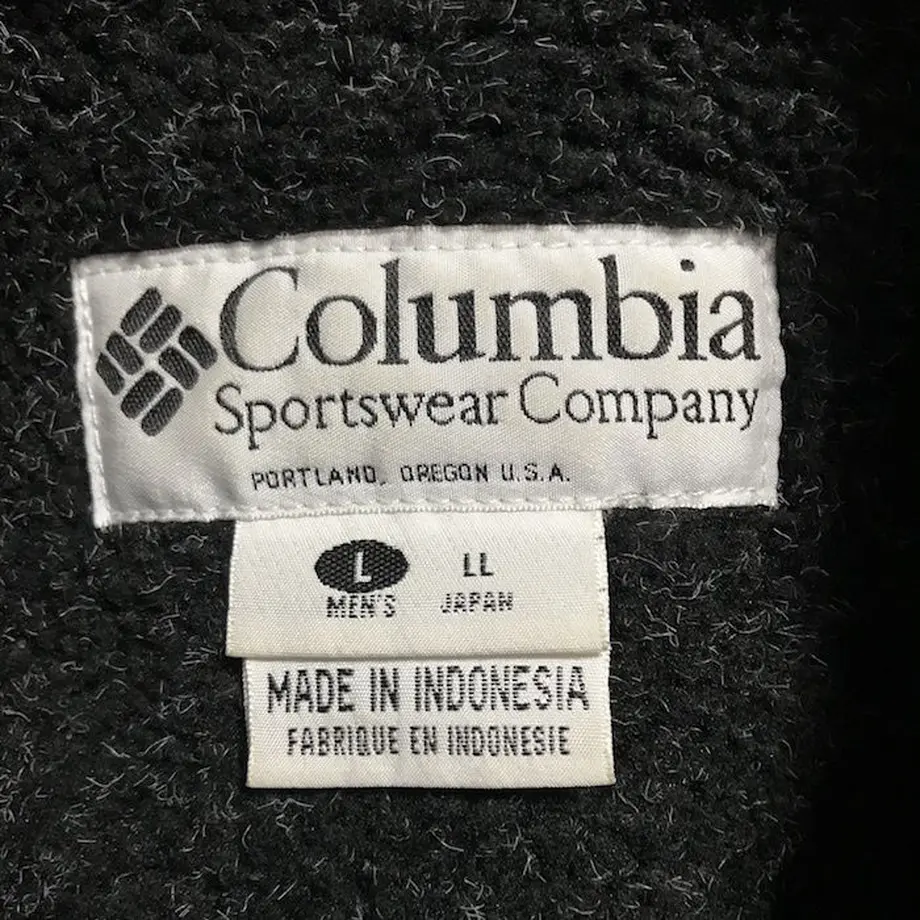 Columbia
Sportswear Company
PORTLAND, OREGON U.S.A.
L LL
MEN'S JAPAN
MADE IN INDONESIA
FABRIQUE EN INDONESIE